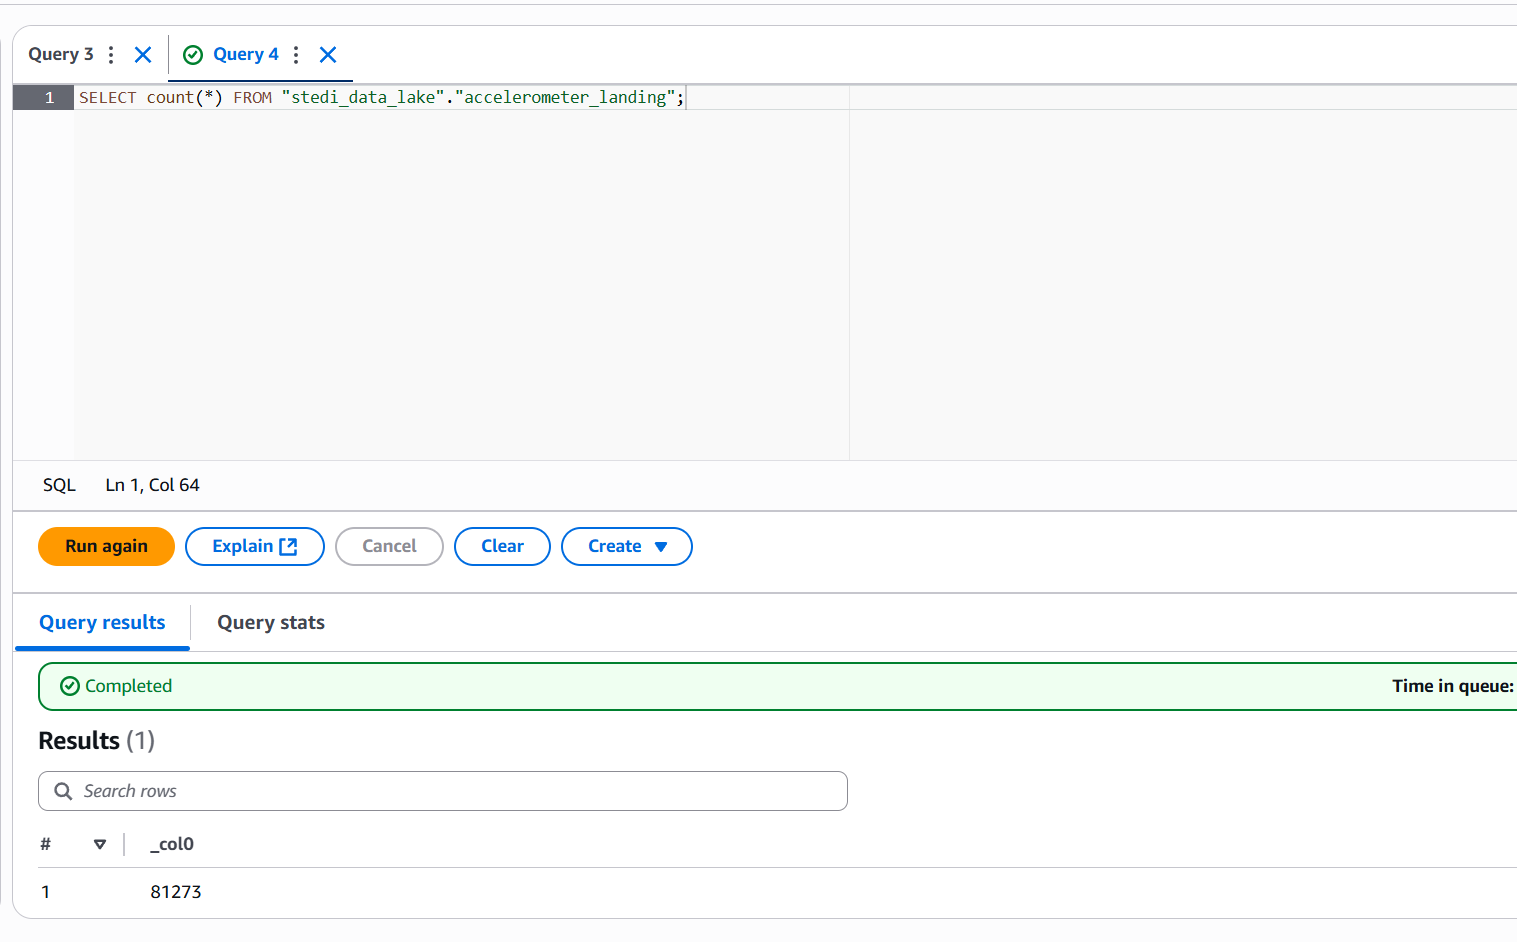 Query 3
Query 4
1 SELECT count(*) FROM "stedi_data_lake"."accelerometer_landing";
SQL Ln 1, Col 64
Run again Explain Cancel Clear Create
Query results Query stats
Completed Time in queue:
Results (1)
Search rows
# _col0
1 81273